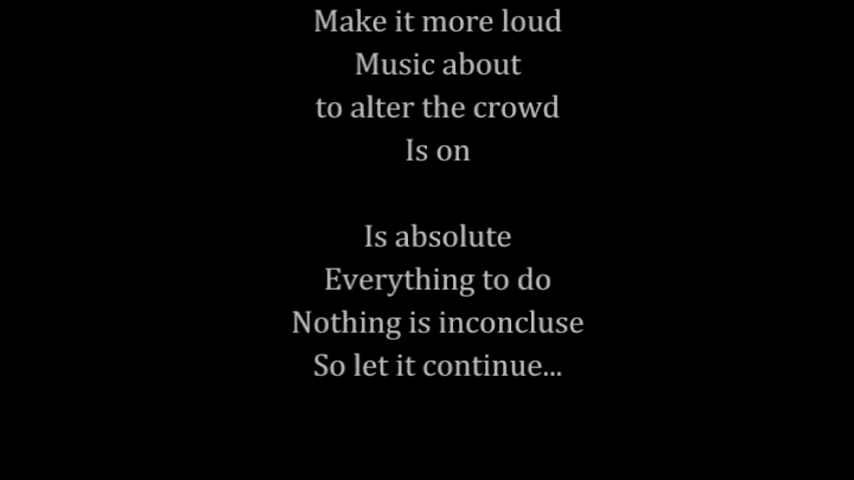 Make it more loud
Music about
to alter the crowd
Is on
Is absolute
Everything to do
Nothing is inconcluse
So let it continue...